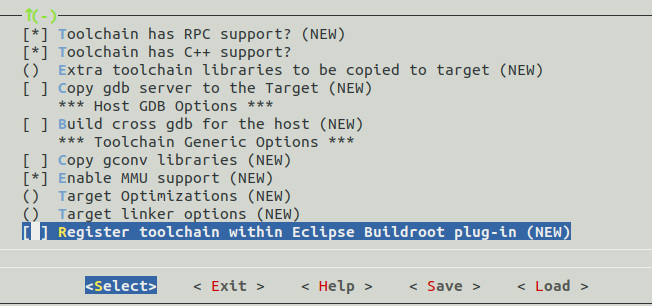 ↑(-)
[*] Toolchain has RPC support? (NEW)
[*] Toolchain has C++ support?
() Extra toolchain libraries to be copied to target (NEW)
[ ] Copy gdb server to the Target (NEW)
*** Host GDB Options ***
[ ] Build cross gdb for the host (NEW)
*** Toolchain Generic Options ***
[ ] Copy gconv libraries (NEW)
[*] Enable MMU support (NEW)
() Target Optimizations (NEW)
() Target linker options (NEW)
[ ] Register toolchain within Eclipse Buildroot plug-in (NEW)
<Select> < Exit > < Help > < Save > < Load >